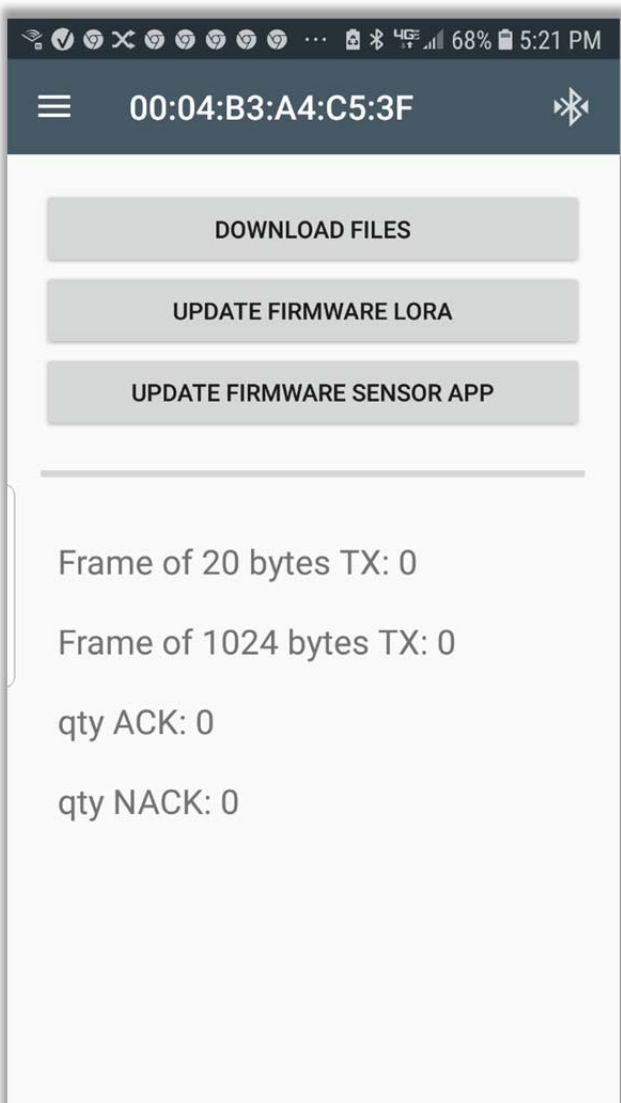 4GE 68% 5:21 PM
00:04:B3:A4:C5:3F
DOWNLOAD FILES
UPDATE FIRMWARE LORA
UPDATE FIRMWARE SENSOR APP
Frame of 20 bytes TX: 0
Frame of 1024 bytes TX: 0
qty ACK: 0
qty NACK: 0